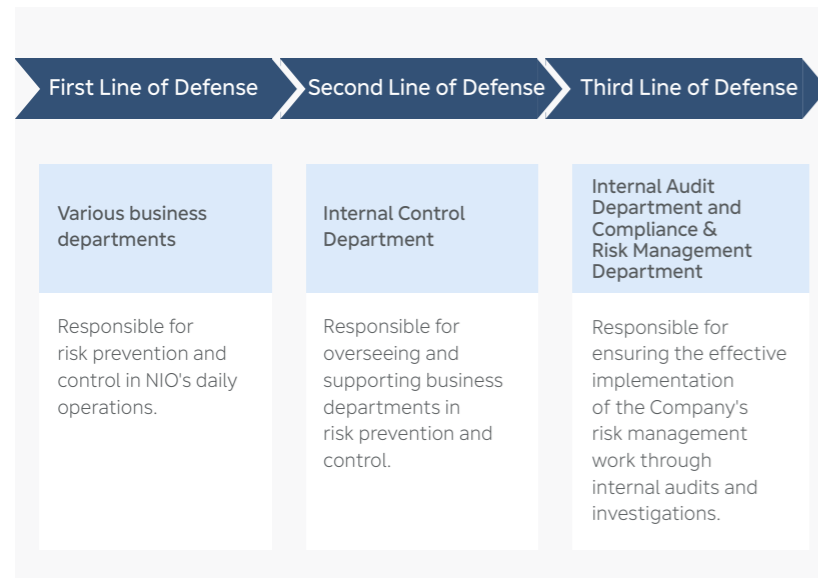 First Line of Defense
Second Line of Defense
Third Line of Defense
Various business
departments
Internal Control
Department
Internal Audit
Department and
Compliance &
Risk Management
Department
Responsible for
risk prevention and
control in NIO's daily
operations.
Responsible for
overseeing and
supporting business
departments in
risk prevention and
control.
Responsible for
ensuring the effective
implementation
of the Company's
risk management
work through
internal audits and
investigations.